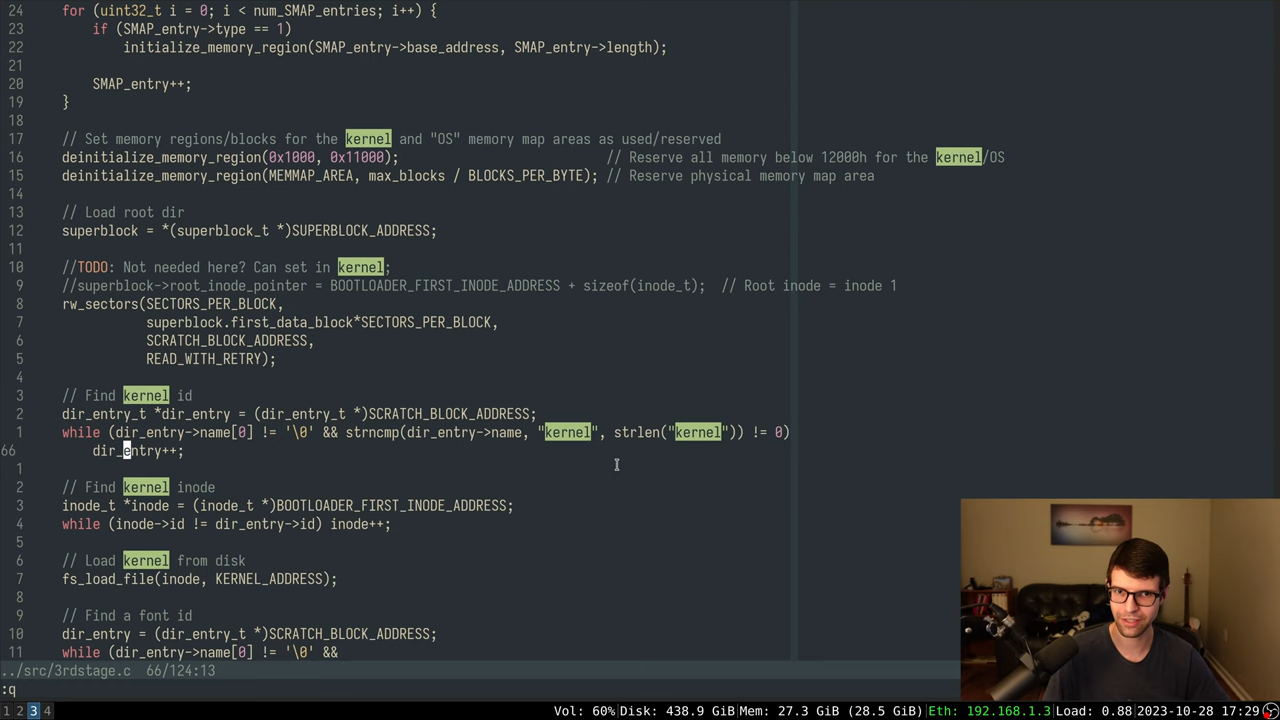 24 for (uint32_t i = 0; i < num_SMAP_entries; i++) {
23 if (SMAP_entry->type == 1)
22 initialize_memory_region(SMAP_entry->base_address, SMAP_entry->length);
21
20 SMAP_entry++;
19 }
18
17 // Set memory regions/blocks for the kernel and "OS" memory map areas as used/reserved
16 deinitialize_memory_region(0x1000, 0x11000); // Reserve all memory below 12000h for the kernel/OS
15 deinitialize_memory_region(MEMMAP_AREA, max_blocks / BLOCKS_PER_BYTE); // Reserve physical memory map area
14
13 // Load root dir
12 superblock = *(superblock_t *)SUPERBLOCK_ADDRESS;
11
10 //TODO: Not needed here? Can set in kernel;
9 //superblock->root_inode_pointer = BOOTLOADER_FIRST_INODE_ADDRESS + sizeof(inode_t); // Root inode = inode 1
8 rw_sectors(SECTORS_PER_BLOCK,
7 superblock.first_data_block*SECTORS_PER_BLOCK,
6 SCRATCH_BLOCK_ADDRESS,
5 READ_WITH_RETRY);
4
3 // Find kernel id
2 dir_entry_t *dir_entry = (dir_entry_t *)SCRATCH_BLOCK_ADDRESS;
1 while (dir_entry->name[0] != '\0' && strncmp(dir_entry->name, "kernel", strlen("kernel")) != 0)
66 dir_entry++;
1
2 // Find kernel inode
3 inode_t *inode = (inode_t *)BOOTLOADER_FIRST_INODE_ADDRESS;
4 while (inode->id != dir_entry->id) inode++;
5
6 // Load kernel from disk
7 fs_load_file(inode, KERNEL_ADDRESS);
8
9 // Find a font id
10 dir_entry = (dir_entry_t *)SCRATCH_BLOCK_ADDRESS;
11 while (dir_entry->name[0] != '\0' &&
../src/3rdstage.c 66/124:13
:q
1 2 3 4 Vol: 60% Disk: 438.9 GiB Mem: 27.3 GiB (28.5 GiB) Eth: 192.168.1.3 Load: 0.88 2023-10-28 17:29